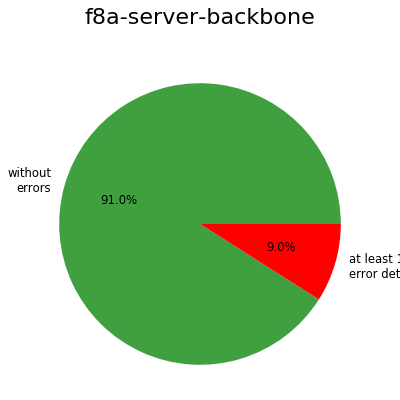 f8a-server-backbone
without
errors
91.0%
9.0%
at least 1
error det